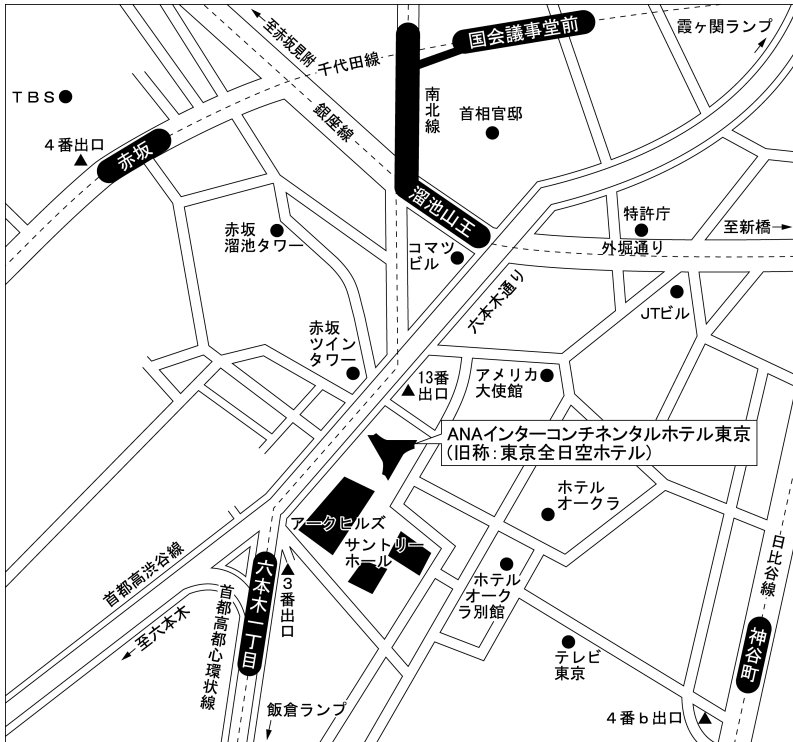 至赤坂見附
千代田線
国会議事堂前
霞ヶ関ランプ
TBS
銀座線
南北線
首相官邸
4番出口
赤坂
溜池山王
赤坂
溜池タワー
コマツ
ビル
特許庁
至新橋
外堀通り
六本木通り
JTビル
赤坂
ツイン
タワー
13番
出口
アメリカ
大使館
ANAインターコンチネンタルホテル東京
(旧称:東京全日空ホテル)
ホテル
オークラ
アークヒルズ
サントリー
ホール
日比谷線
首都高渋谷線
六本木一丁目
3番出口
ホテル
オーク
ラ別館
至六本木
首都高都心環状線
神谷町
テレビ
東京
飯倉ランプ
4番b出口